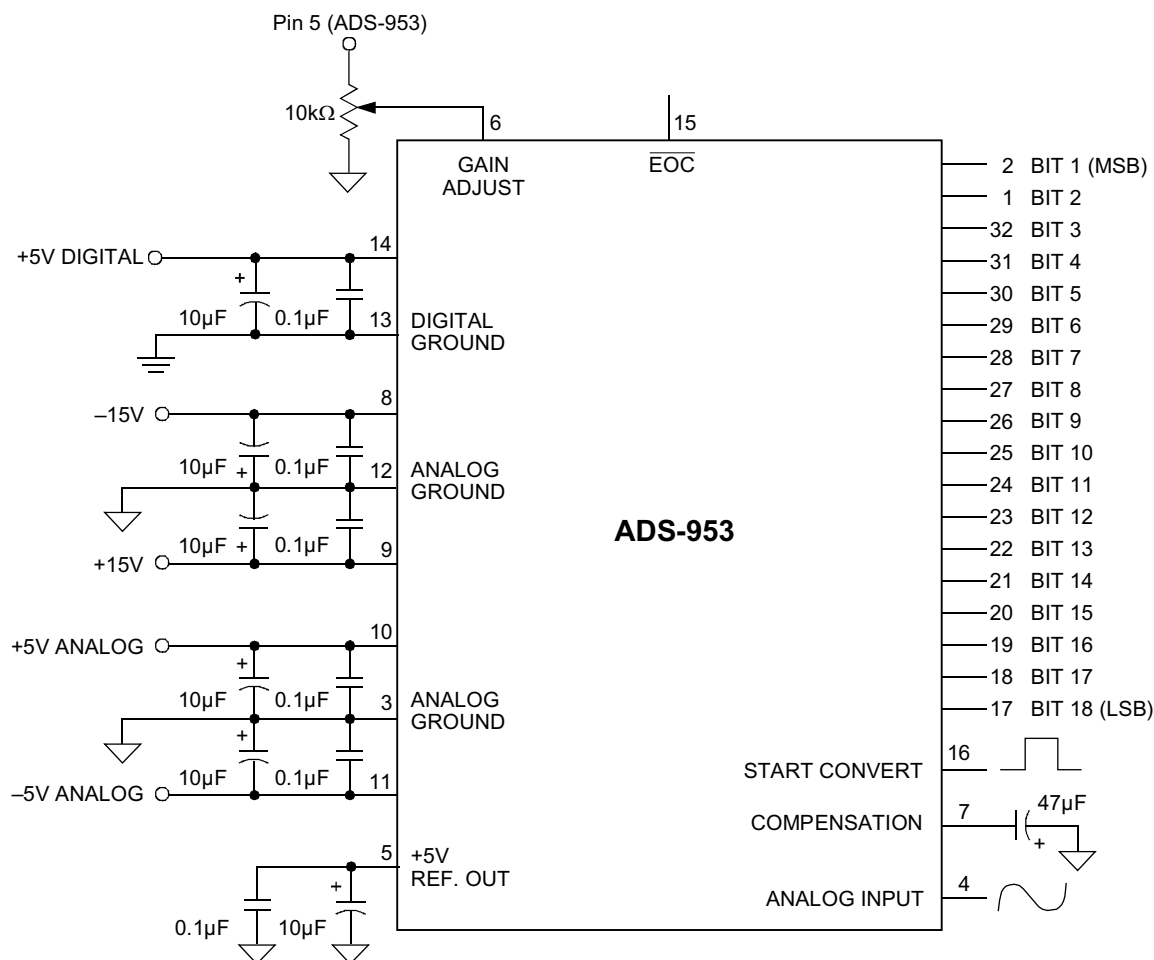 Pin 5 (ADS-953)
10kΩ
6
15
GAIN
ADJUST
EOC
2 BIT 1 (MSB)
1 BIT 2
32 BIT 3
31 BIT 4
30 BIT 5
29 BIT 6
28 BIT 7
27 BIT 8
26 BIT 9
25 BIT 10
24 BIT 11
23 BIT 12
22 BIT 13
21 BIT 14
20 BIT 15
19 BIT 16
18 BIT 17
17 BIT 18 (LSB)
+5V DIGITAL
14
+
10µF
0.1µF
13
DIGITAL
GROUND
–15V
8
10µF
+
0.1µF
12
ANALOG
GROUND
10µF
+
0.1µF
+15V
9
ADS-953
+5V ANALOG
10
+
10µF
0.1µF
3
ANALOG
GROUND
+
10µF
0.1µF
–5V ANALOG
11
5
+5V
REF. OUT
+
0.1µF
10µF
START CONVERT
16
COMPENSATION
7
47µF
+
ANALOG INPUT
4